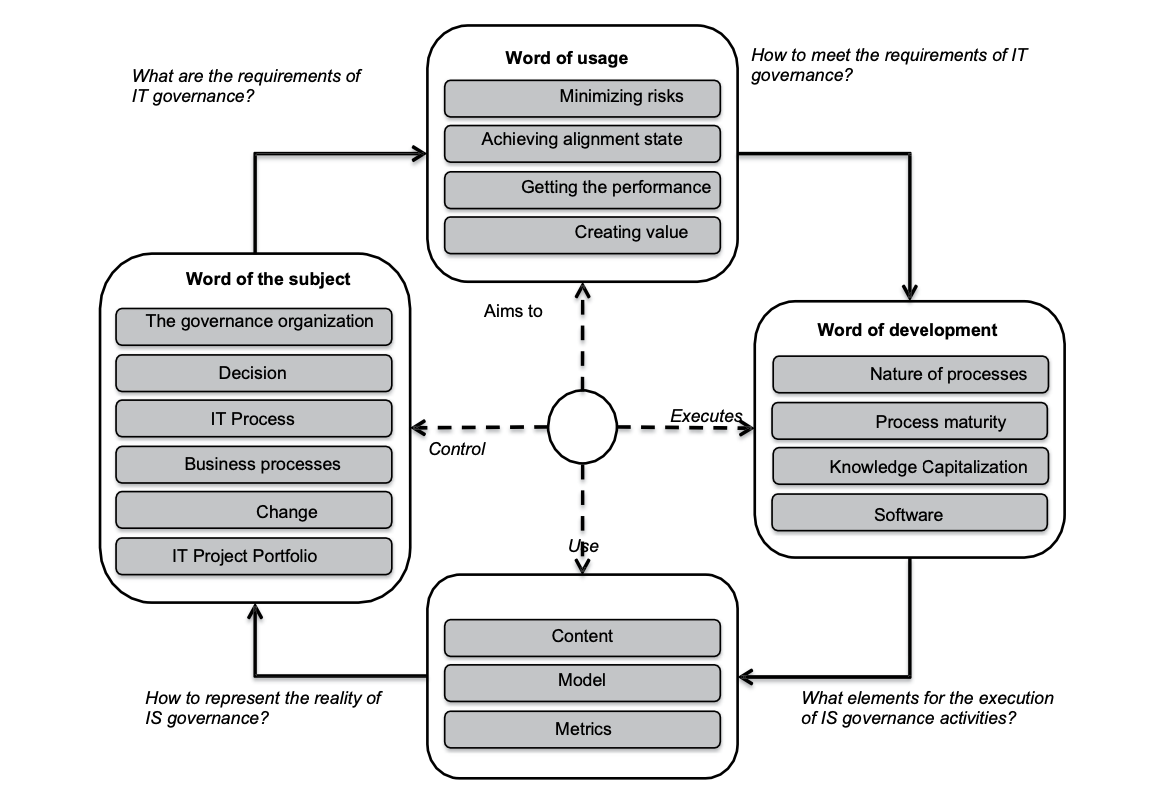 Word of usage
Minimizing risks
Achieving alignment state
Getting the performance
Creating value
What are the requirements of
IT governance?
How to meet the requirements of IT
governance?
Word of the subject
The governance organization
Decision
IT Process
Business processes
Change
IT Project Portfolio
Aims to
Control
Executes
Use
Word of development
Nature of processes
Process maturity
Knowledge Capitalization
Software
Content
Model
Metrics
How to represent the reality of
IS governance?
What elements for the execution
of IS governance activities?